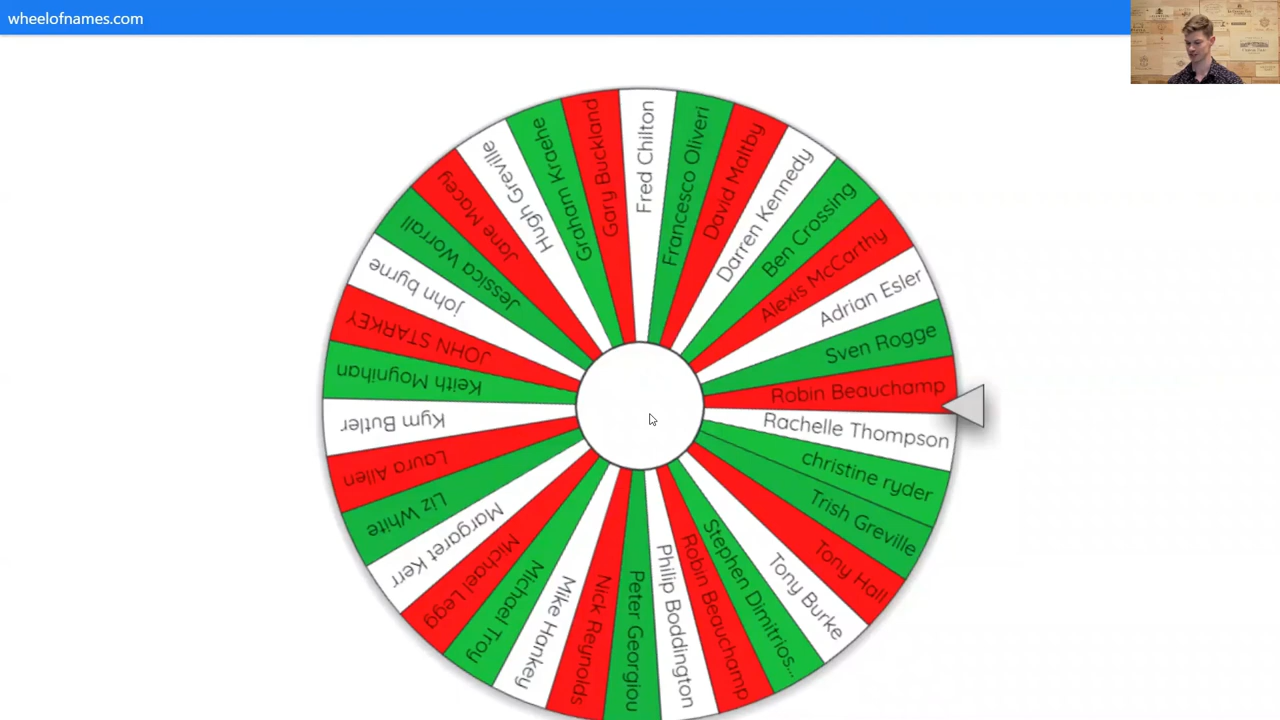 wheelofnames.com
Fred Chilton
Francesco Oliveri
David Maltby
Darren Kennedy
Ben Crossing
Alexis McCarthy
Adrian Esler
Sven Rogge
Robin Beauchamp
Rachelle Thompson
christine ryder
Trish Greville
Tony Hall
Tony Burke
Stephen Dimitrios...
Robin Beauchamp
Philip Boddington
Peter Georgiou
Nick Reynolds
Mike Hankey
Michael Troy
Michael Legg
Margaret Kerr
Liz White
Laura Allen
Kym Butler
Keith Moynihan
JOHN STARKEY
john byrne
Jessica Worrall
Jane Macey
Hugh Greville
Graham Kraehe
Gary Buckland